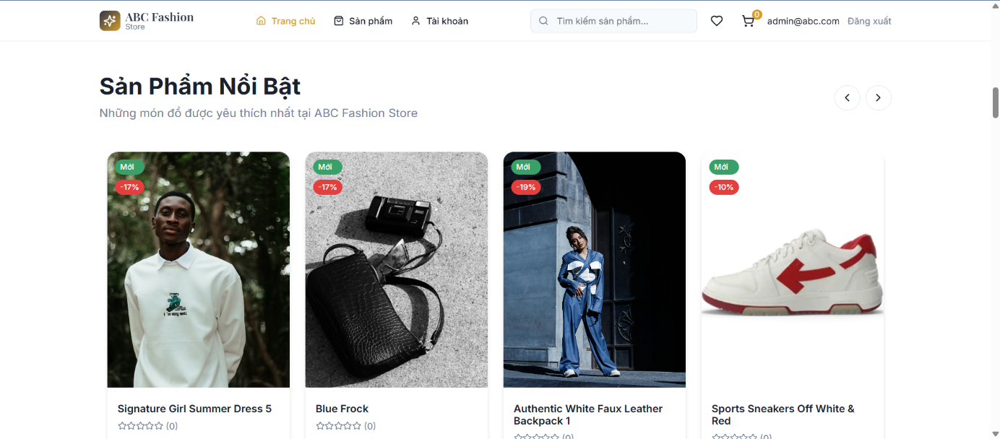 ABC Fashion
Store
Trang chủ
Sản phẩm
Tài khoản
Tìm kiếm sản phẩm...
0
admin@abc.com
Đăng xuất
Sản Phẩm Nổi Bật
Những món đồ được yêu thích nhất tại ABC Fashion Store
Mới
-17%
Mới
-17%
Mới
-19%
Mới
-10%
Signature Girl Summer Dress 5
(0)
Blue Frock
(0)
Authentic White Faux Leather
Backpack 1
(0)
Sports Sneakers Off White &
Red
(0)